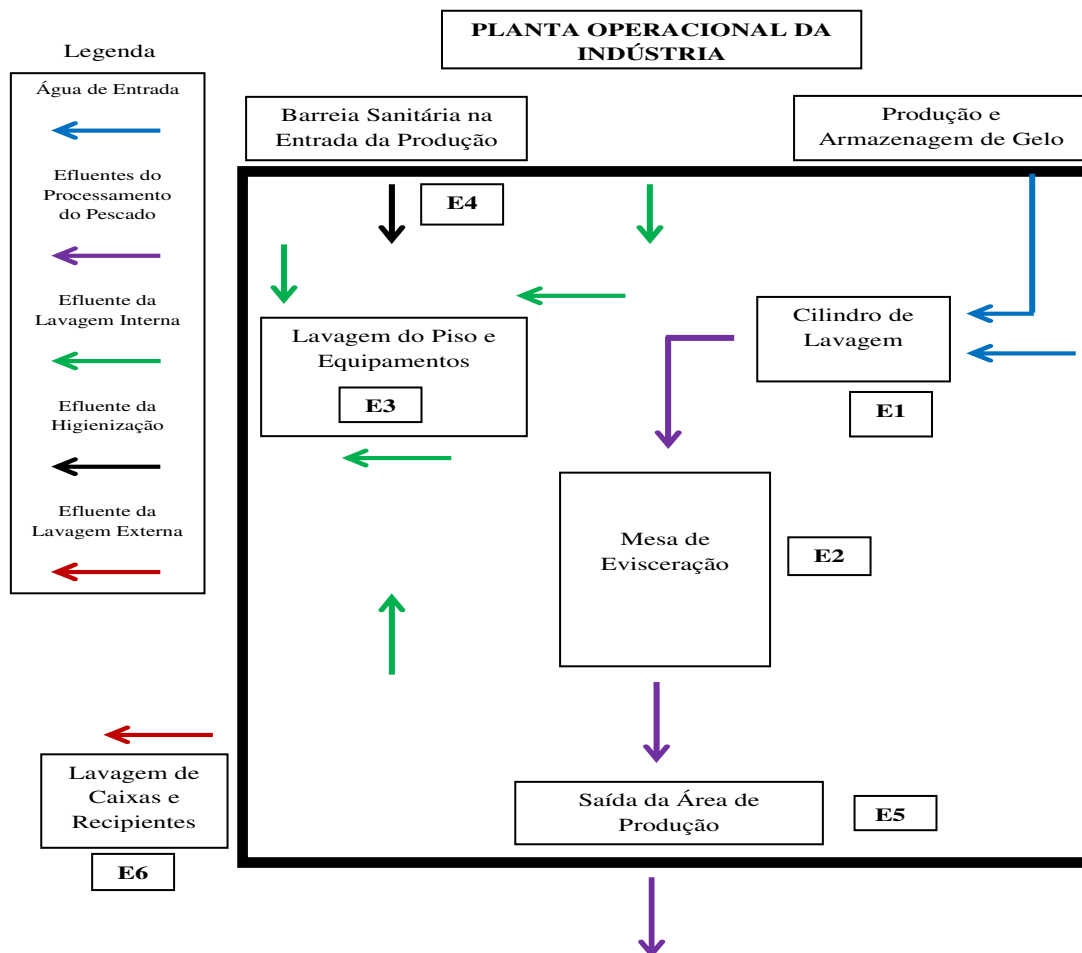 PLANTA OPERACIONAL DA
INDÚSTRIA
Legenda
Água de Entrada
Efluentes do
Processamento
do Pescado
Efluente da
Lavagem Interna
Efluente da
Higienização
Efluente da
Lavagem Externa
Barreia Sanitária na
Entrada da Produção
Produção e
Armazenagem de Gelo
E4
Lavagem do Piso e
Equipamentos
E3
Cilindro de
Lavagem
E1
Mesa de
Evisceração
E2
Saída da Área de
Produção
E5
Lavagem de
Caixas e
Recipientes
E6